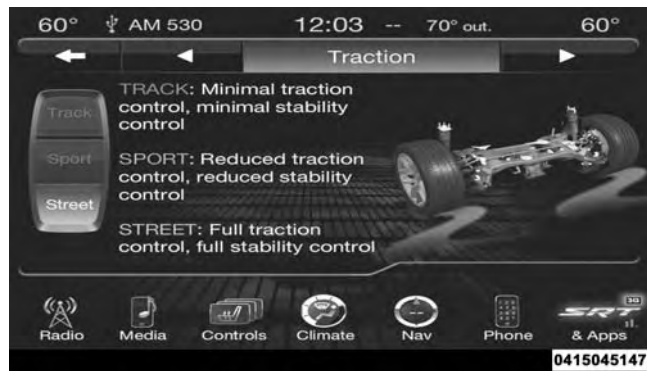 60° AM 530 12:03 -- 70° out. 60°
Traction
Track
Sport
Street
TRACK: Minimal traction
control, minimal stability
control
SPORT: Reduced traction
control, reduced stability
control
STREET: Full traction
control, full stability control
Radio Media Controls Climate Nav Phone SRT 3G & Apps
0415045147